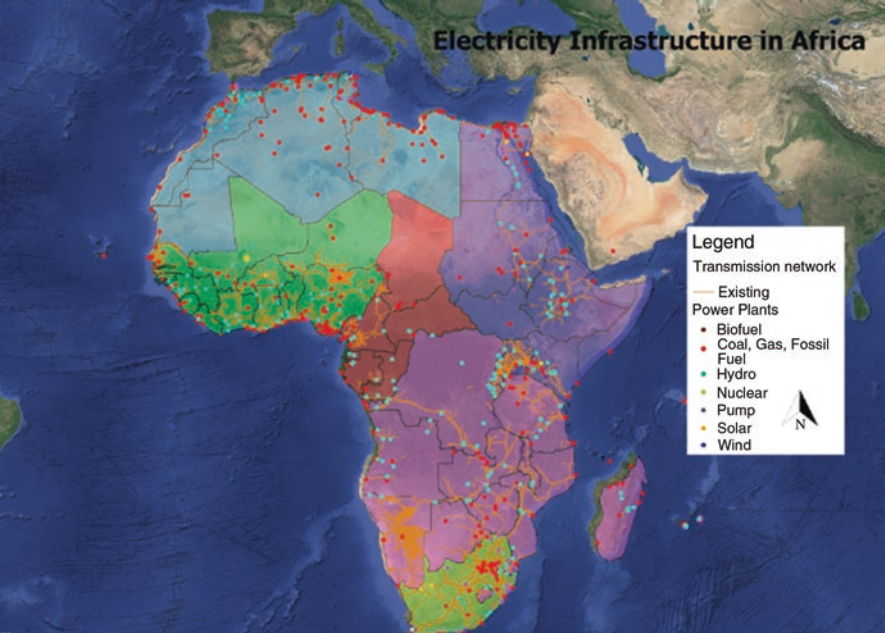 Electricity Infrastructure in Africa
Legend
Transmission network
Existing
Power Plants
Biofuel
Coal, Gas, Fossil
Fuel
Hydro
Nuclear
Pump
Solar
Wind
N